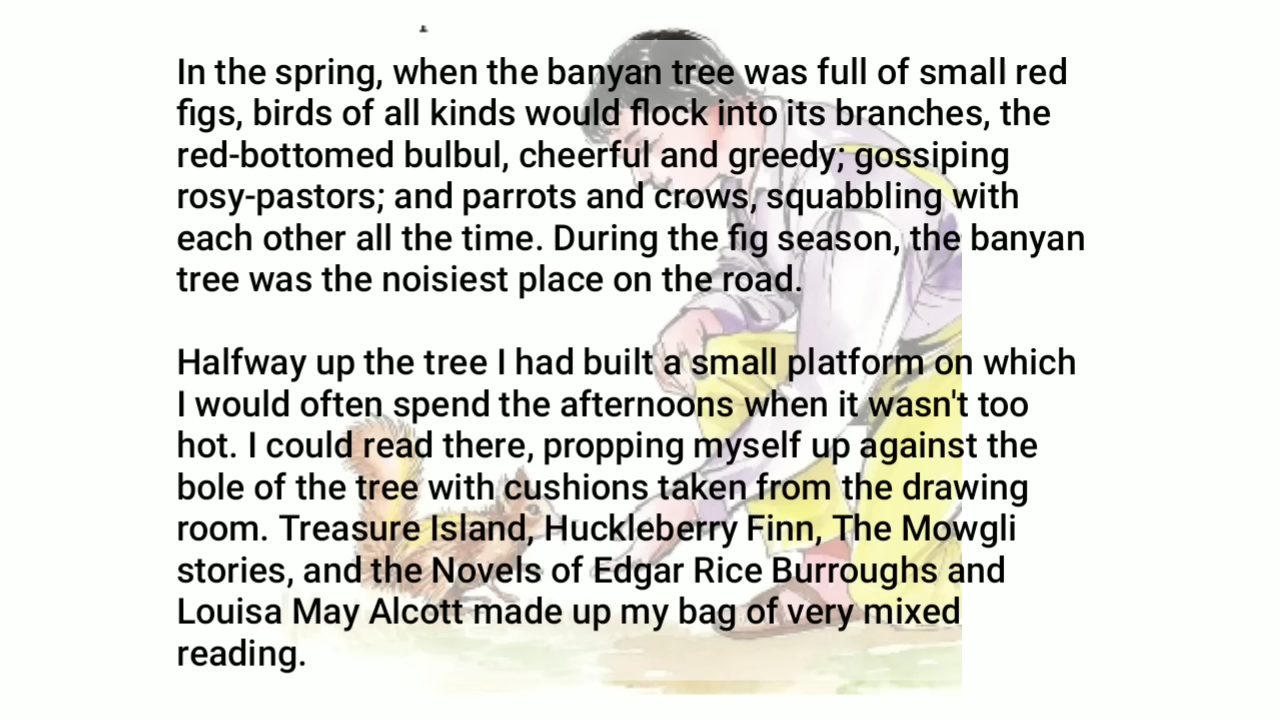 In the spring, when the banyan tree was full of small red
figs, birds of all kinds would flock into its branches, the
red-bottomed bulbul, cheerful and greedy; gossiping
rosy-pastors; and parrots and crows, squabbling with
each other all the time. During the fig season, the banyan
tree was the noisiest place on the road.
Halfway up the tree I had built a small platform on which
I would often spend the afternoons when it wasn't too
hot. I could read there, propping myself up against the
bole of the tree with cushions taken from the drawing
room. Treasure Island, Huckleberry Finn, The Mowgli
stories, and the Novels of Edgar Rice Burroughs and
Louisa May Alcott made up my bag of very mixed
reading.